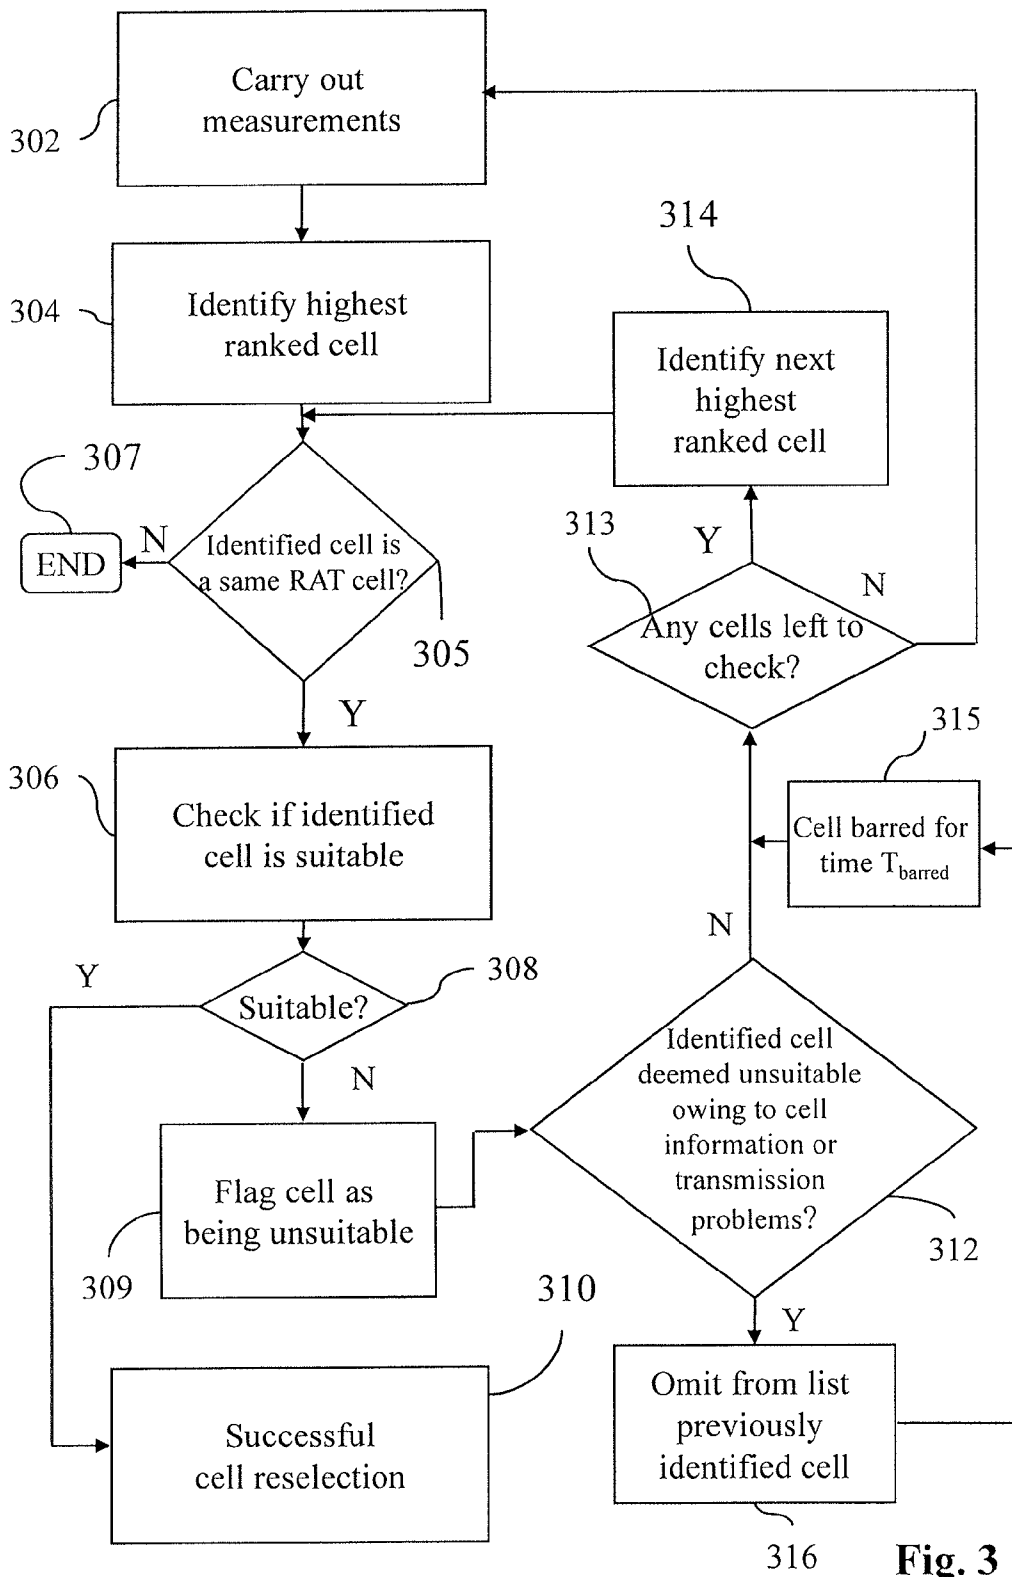 Carry out
measurements
302
314
Identify highest
ranked cell
304
Identify next
highest
ranked cell
307
END
N
Identified cell is
a same RAT cell?
305
313
Y
N
Any cells left to
check?
Y
315
306
Check if identified
cell is suitable
Cell barred for
time Tbarred
N
Y
308
Suitable?
N
Identified cell
deemed unsuitable
owing to cell
information or
transmission
problems?
312
Flag cell as
being unsuitable
309
310
Y
Successful
cell reselection
Omit from list
previously
identified cell
316
Fig. 3